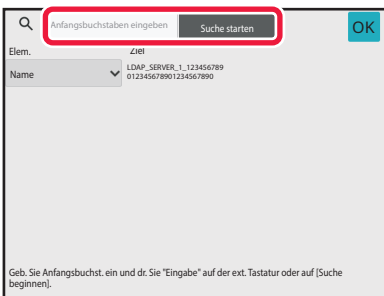 Anfangsbuchstaben eingeben Suche starten OK
Elem. Ziel
Name LDAP_SERVER_1_123456789
012345678901234567890
Geb. Sie Anfangsbuchst. ein und dr. Sie "Eingabe" auf der ext. Tastatur oder auf [Suche
beginnen].